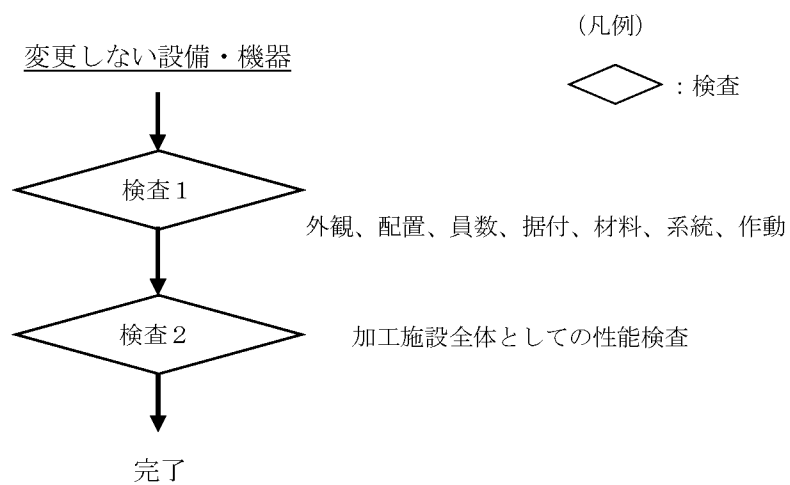 (凡例)
変更しない設備・機器
：検査
検査１
外観、配置、員数、据付、材料、系統、作動
検査２
加工施設全体としての性能検査
完了